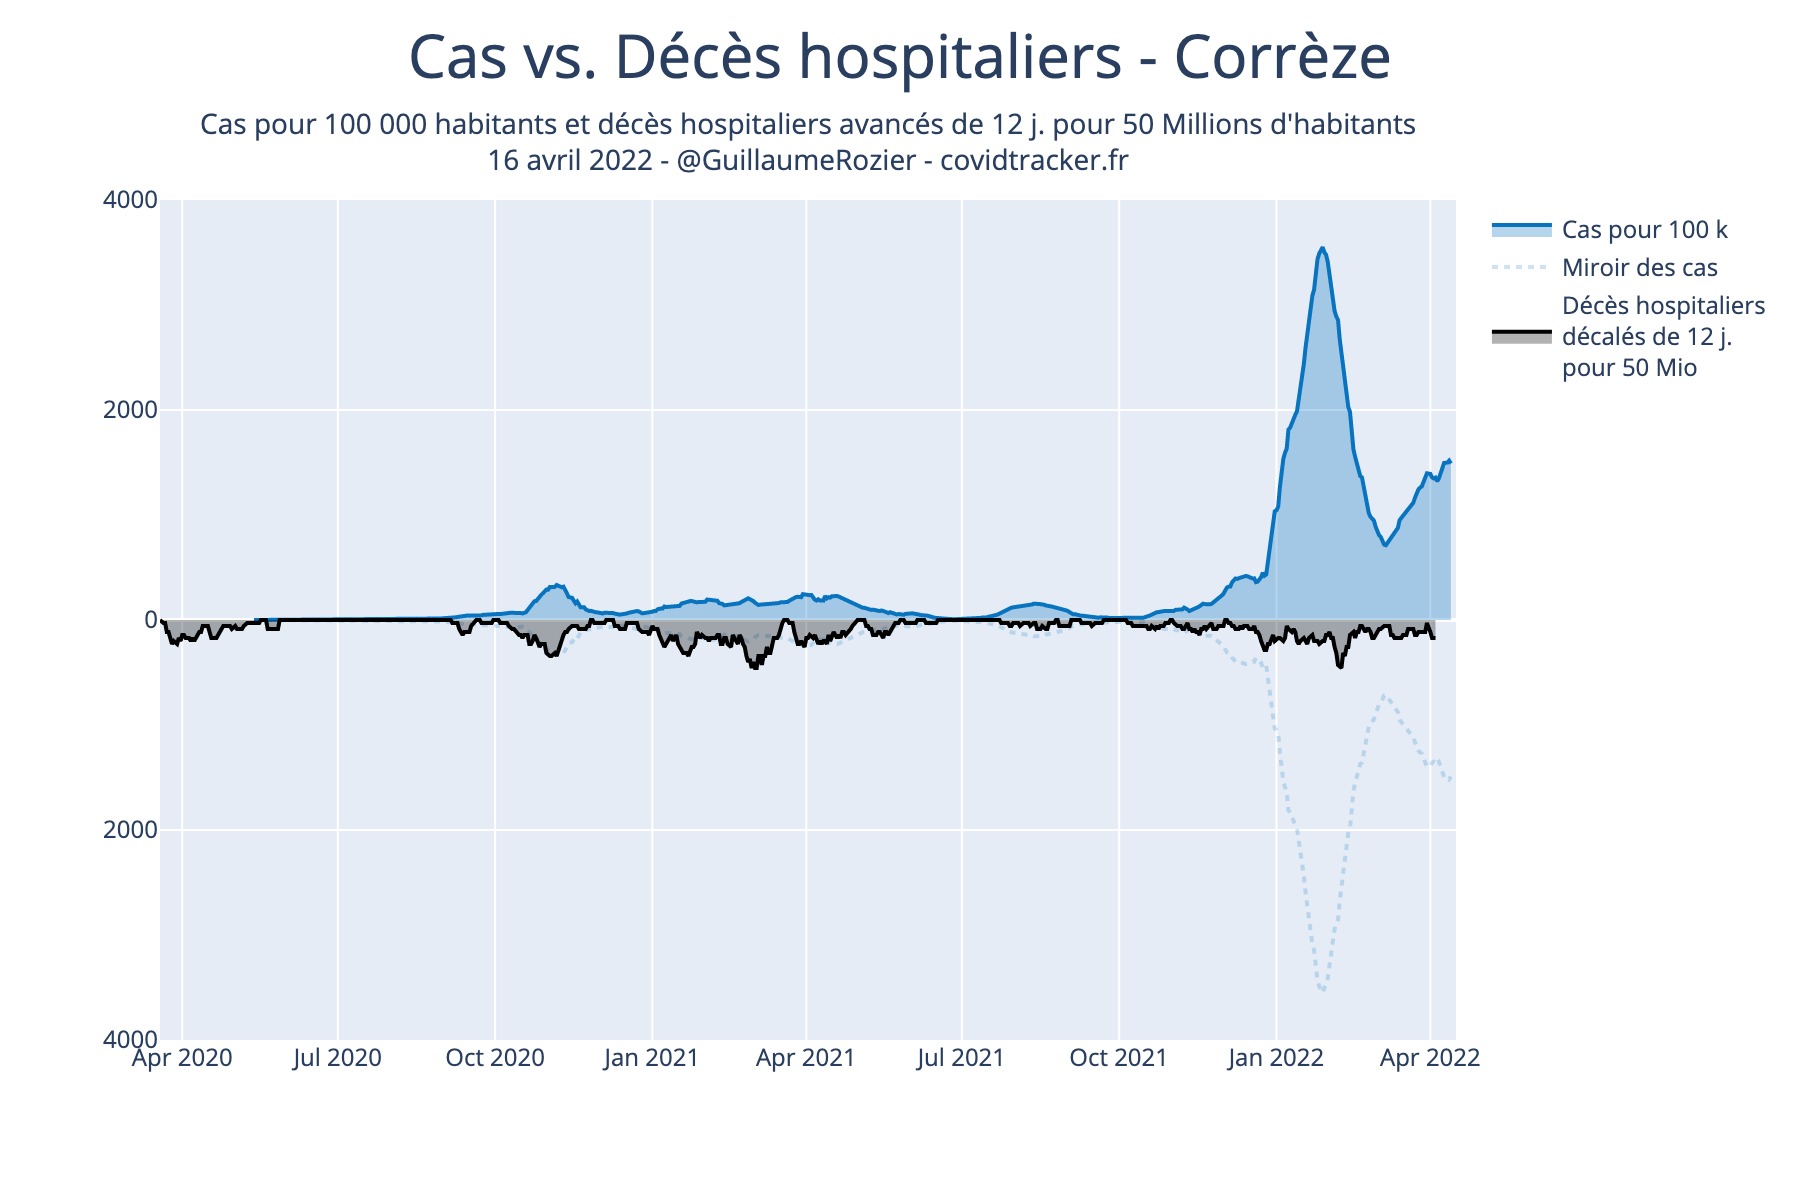 Cas vs. Décès hospitaliers - Corrèze
Cas pour 100 000 habitants et décès hospitaliers avancés de 12 j. pour 50 Millions d'habitants
16 avril 2022 - @GuillaumeRozier - covidtracker.fr
4000
2000
0
2000
4000
Apr 2020
Jul 2020
Oct 2020
Jan 2021
Apr 2021
Jul 2021
Oct 2021
Jan 2022
Apr 2022
Cas pour 100 k
Miroir des cas
Décès hospitaliers
décalés de 12 j.
pour 50 Mio